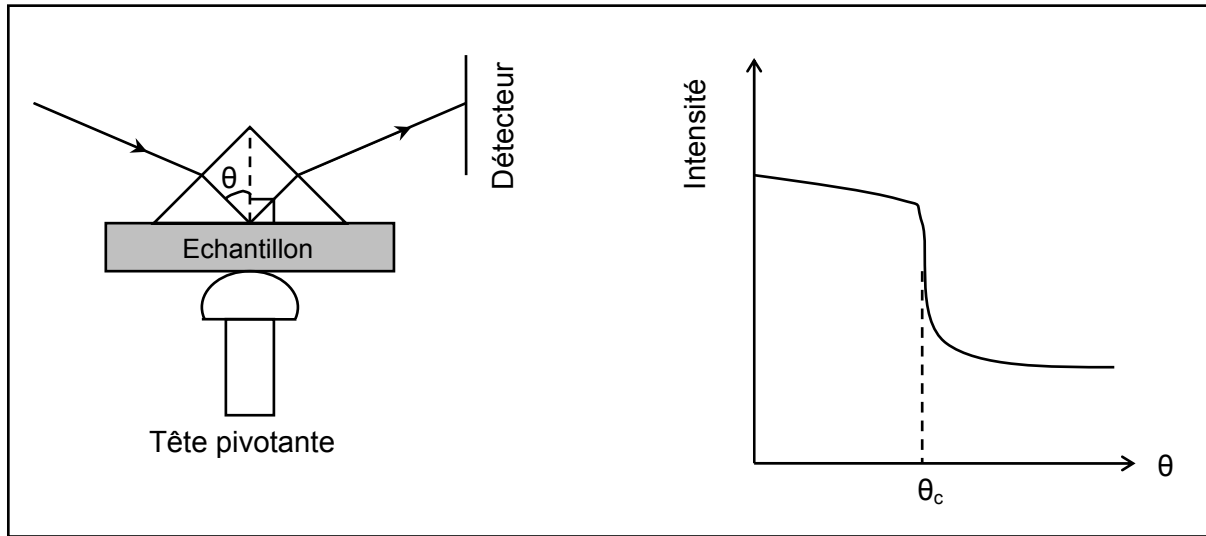 Détecteur
θ
Echantillon
Tête pivotante
Intensité
θ
θc